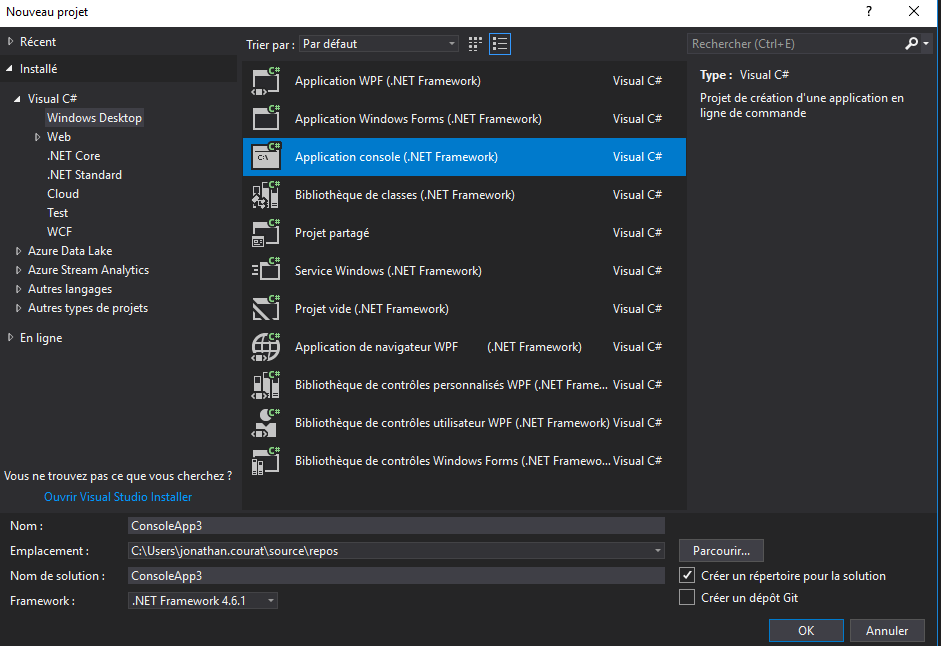 Nouveau projet
?
Récent
Installé
Visual C#
Windows Desktop
Web
.NET Core
.NET Standard
Cloud
Test
WCF
Azure Data Lake
Azure Stream Analytics
Autres langages
Autres types de projets
En ligne
Vous ne trouvez pas ce que vous cherchez ?
Ouvrir Visual Studio Installer
Trier par : Par défaut
Application WPF (.NET Framework) Visual C#
Application Windows Forms (.NET Framework) Visual C#
Application console (.NET Framework) Visual C#
Bibliothèque de classes (.NET Framework) Visual C#
Projet partagé Visual C#
Service Windows (.NET Framework) Visual C#
Projet vide (.NET Framework) Visual C#
Application de navigateur WPF (.NET Framework) Visual C#
Bibliothèque de contrôles personnalisés WPF (.NET Frame... Visual C#
Bibliothèque de contrôles utilisateur WPF (.NET Framework) Visual C#
Bibliothèque de contrôles Windows Forms (.NET Framewo... Visual C#
Rechercher (Ctrl+E)
Type : Visual C#
Projet de création d'une application en
ligne de commande
Nom : ConsoleApp3
Emplacement : C:\Users\jonathan.courat\source\repos
Parcourir...
Nom de solution : ConsoleApp3
Créer un répertoire pour la solution
Framework : .NET Framework 4.6.1
Créer un dépôt Git
OK
Annuler